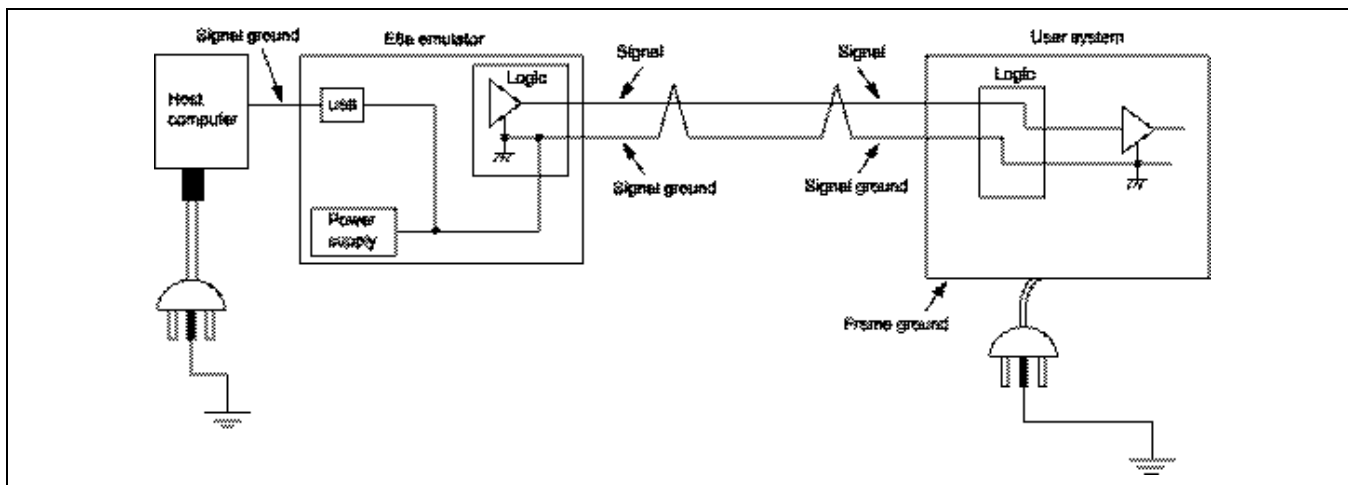 Signal ground
E8a emulator
Signal
Signal
User system
Host
computer
USB
Logic
Logic
Signal ground
Signal ground
Power
supply
Frame ground